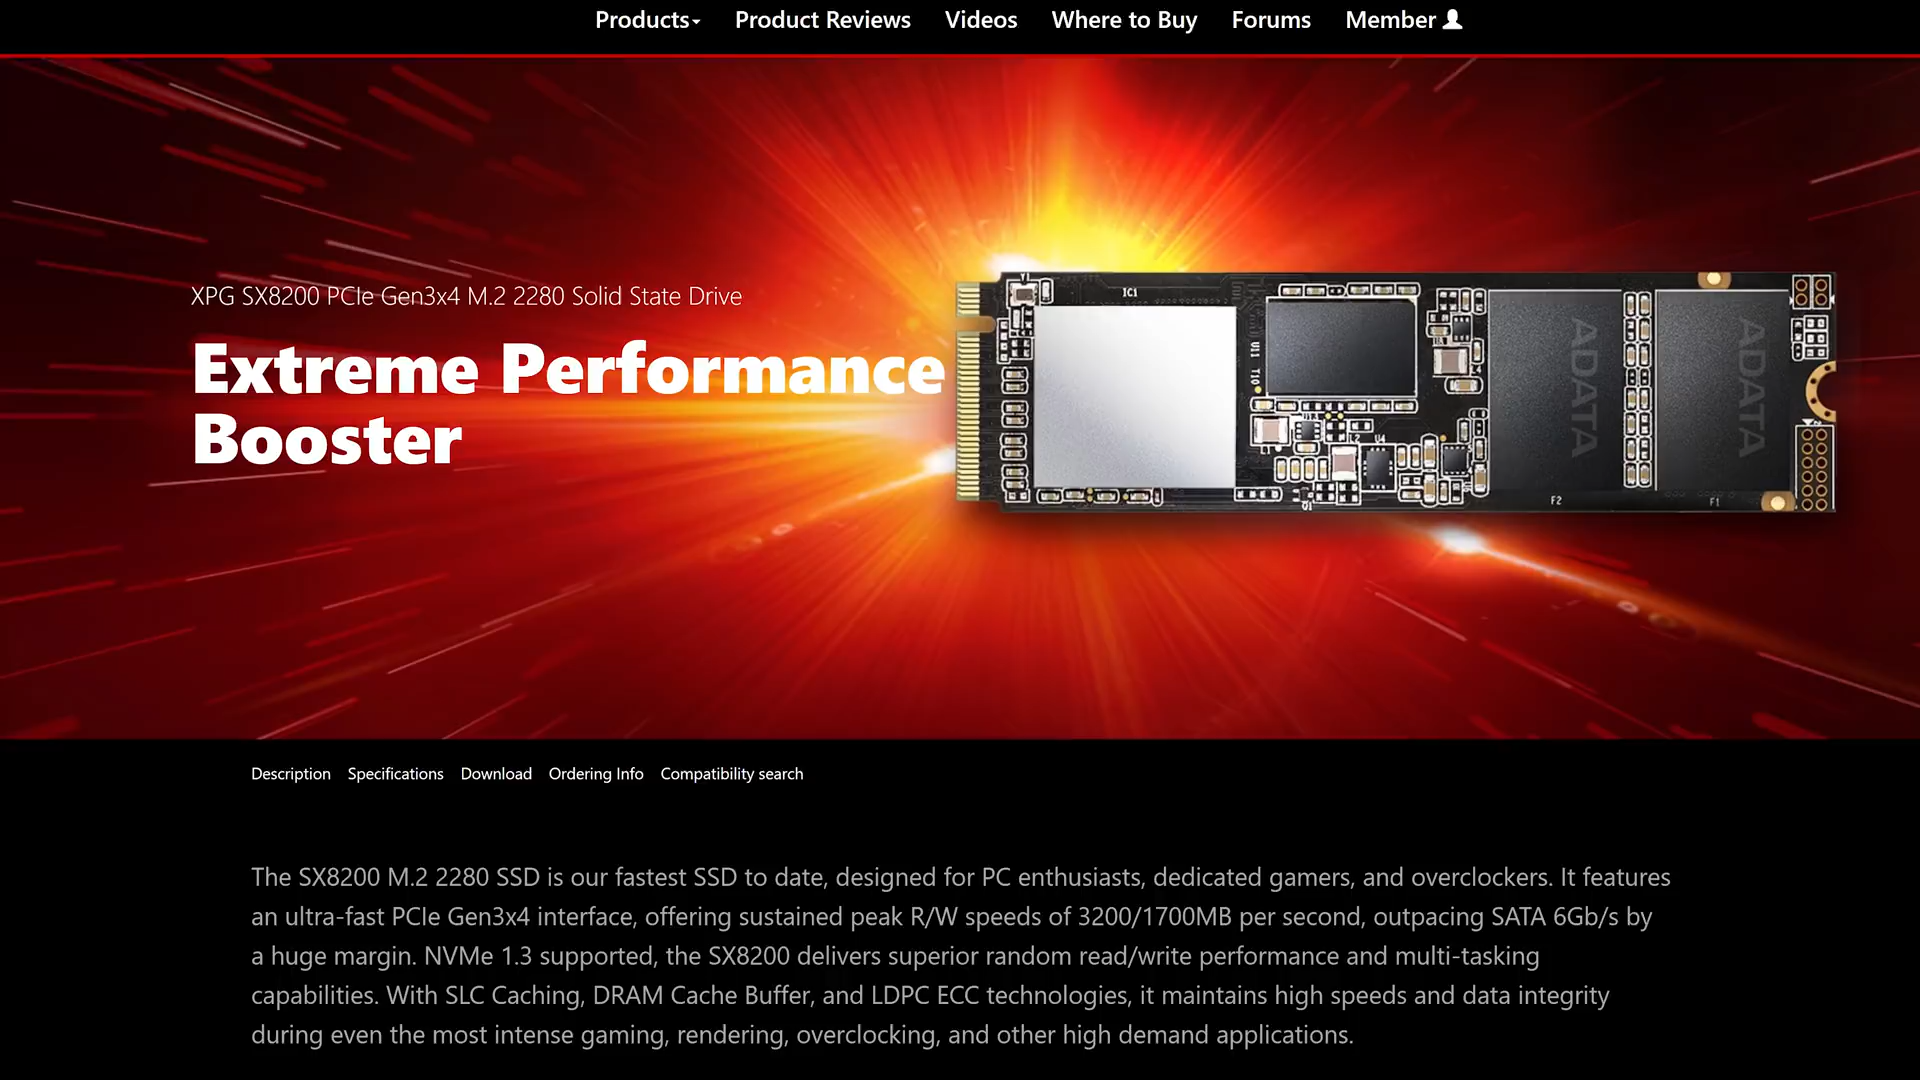 Products Product Reviews Videos Where to Buy Forums Member
XPG SX8200 PCIe Gen3x4 M.2 2280 Solid State Drive
Extreme Performance
Booster
IC1
U11
T10
U4
ADATA
ADATA
F2
F1
Description Specifications Download Ordering Info Compatibility search
The SX8200 M.2 2280 SSD is our fastest SSD to date, designed for PC enthusiasts, dedicated gamers, and overclockers. It features
an ultra-fast PCIe Gen3x4 interface, offering sustained peak R/W speeds of 3200/1700MB per second, outpacing SATA 6Gb/s by
a huge margin. NVMe 1.3 supported, the SX8200 delivers superior random read/write performance and multi-tasking
capabilities. With SLC Caching, DRAM Cache Buffer, and LDPC ECC technologies, it maintains high speeds and data integrity
during even the most intense gaming, rendering, overclocking, and other high demand applications.